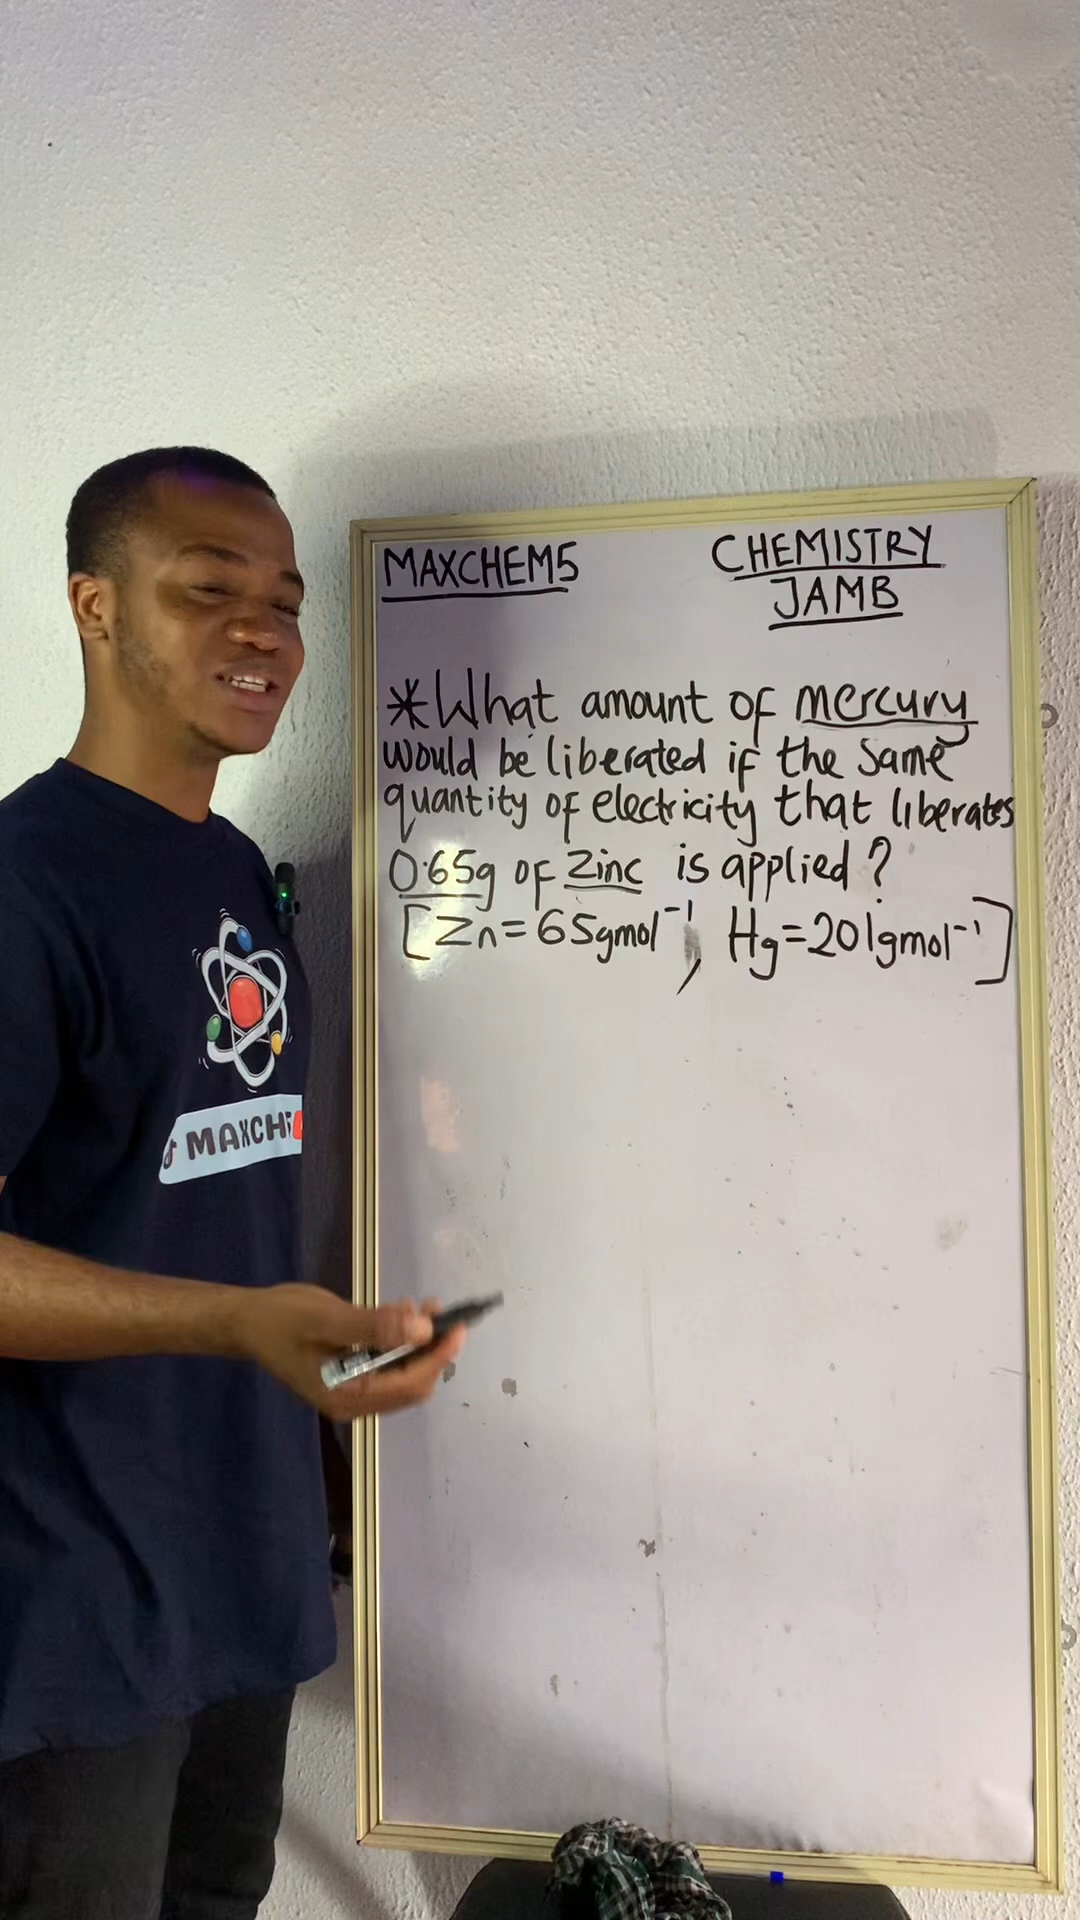 MAXCHEM5
CHEMISTRY
JAMB
*What amount of mercury
would be liberated if the same
quantity of electricity that liberates
0.65g of Zinc is applied?
[Zn=65gmol⁻¹, Hg=201gmol⁻¹]
MAXCH